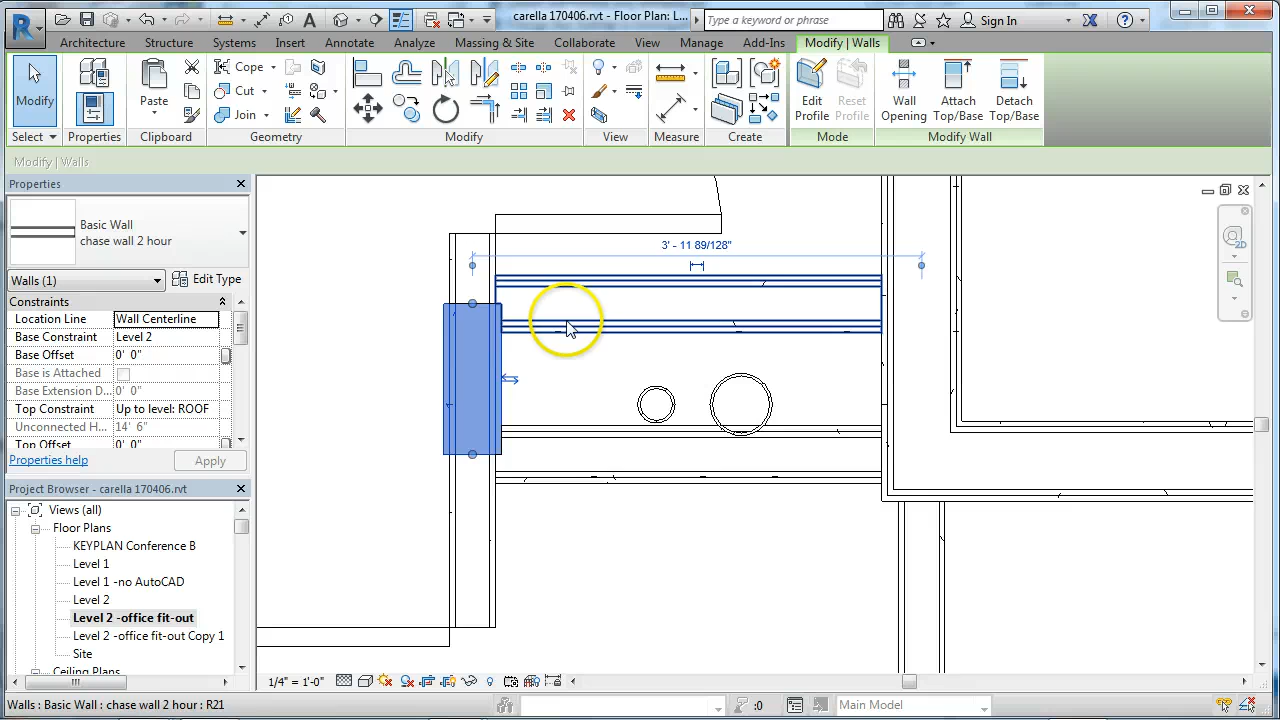 carella 170406.rvt - Floor Plan: L...
Type a keyword or phrase
Sign In
Architecture Structure Systems Insert Annotate Analyze Massing & Site Collaborate View Manage Add-Ins Modify | Walls
Modify
Select
Properties
Paste
Clipboard
Cope
Cut
Join
Geometry
Modify
View
Measure
Create
Edit Profile
Reset Profile
Mode
Wall Opening
Attach Top/Base
Detach Top/Base
Modify Wall
Modify | Walls
Properties
Basic Wall
chase wall 2 hour
Walls (1)
Edit Type
Constraints
Location Line Wall Centerline
Base Constraint Level 2
Base Offset 0' 0"
Base is Attached
Base Extension D 0' 0"
Top Constraint Up to level: ROOF
Unconnected H... 14' 6"
Top Offset 0' 0"
Properties help
Apply
Project Browser - carella 170406.rvt
Views (all)
Floor Plans
KEYPLAN Conference B
Level 1
Level 1 -no AutoCAD
Level 2
Level 2 -office fit-out
Level 2 -office fit-out Copy 1
Site
Ceiling Plans
3' - 11 89/128"
2D
1/4" = 1'-0"
Walls : Basic Wall : chase wall 2 hour : R21
:0
Main Model